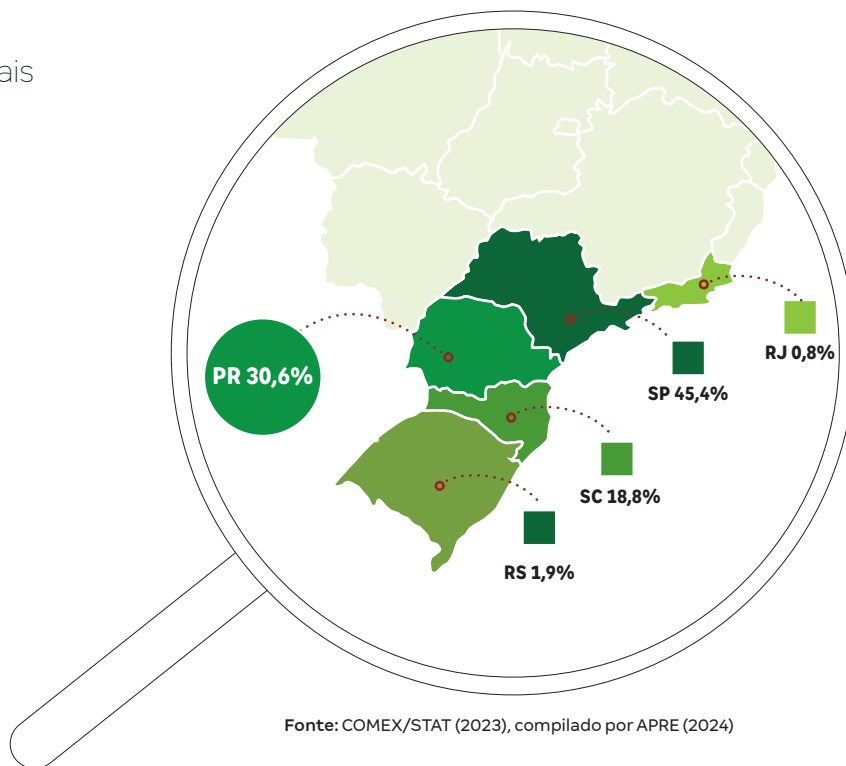 PR 30,6%
RJ 0,8%
SP 45,4%
SC 18,8%
RS 1,9%
Fonte: COMEX/STAT (2023), compilado por APRE (2024)